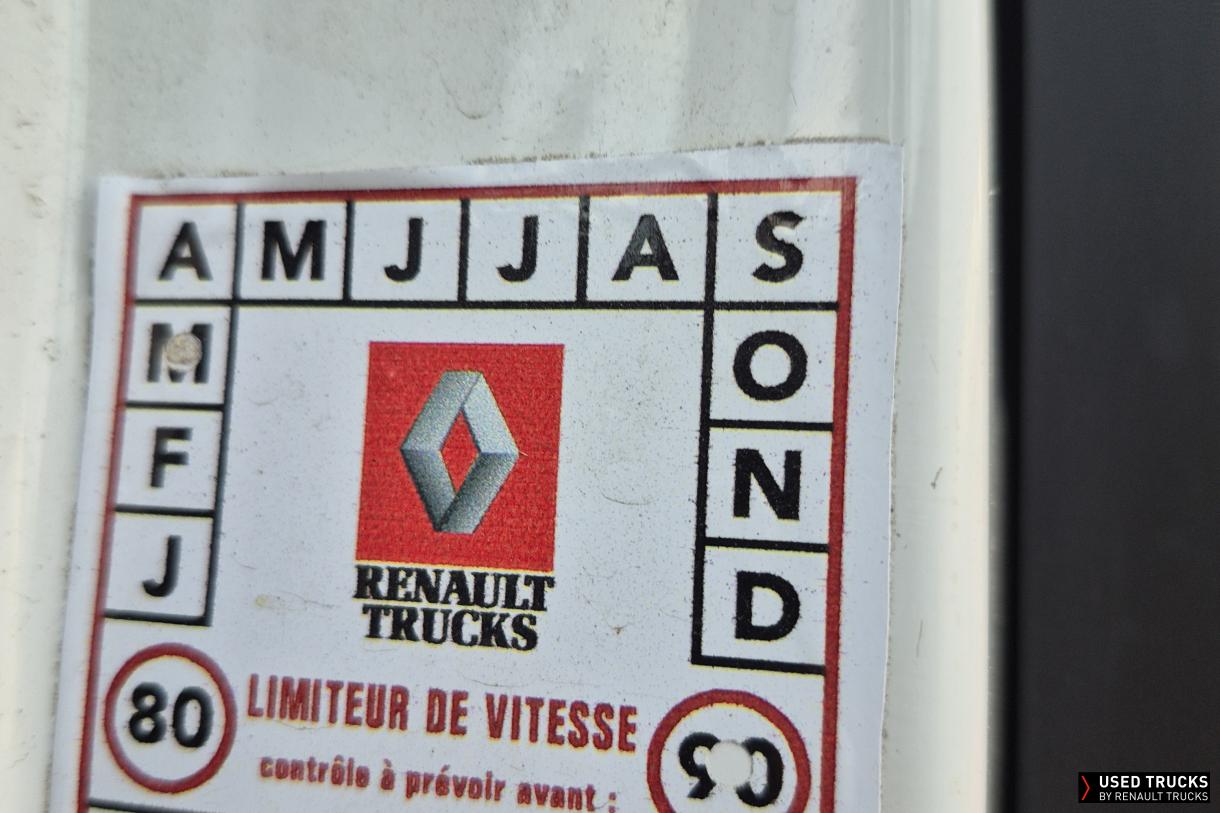 A M J J A S
M O
F N
J D
RENAULT
TRUCKS
80 LIMITEUR DE VITESSE 90
contrôle à prévoir avant :
USED TRUCKS
BY RENAULT TRUCKS